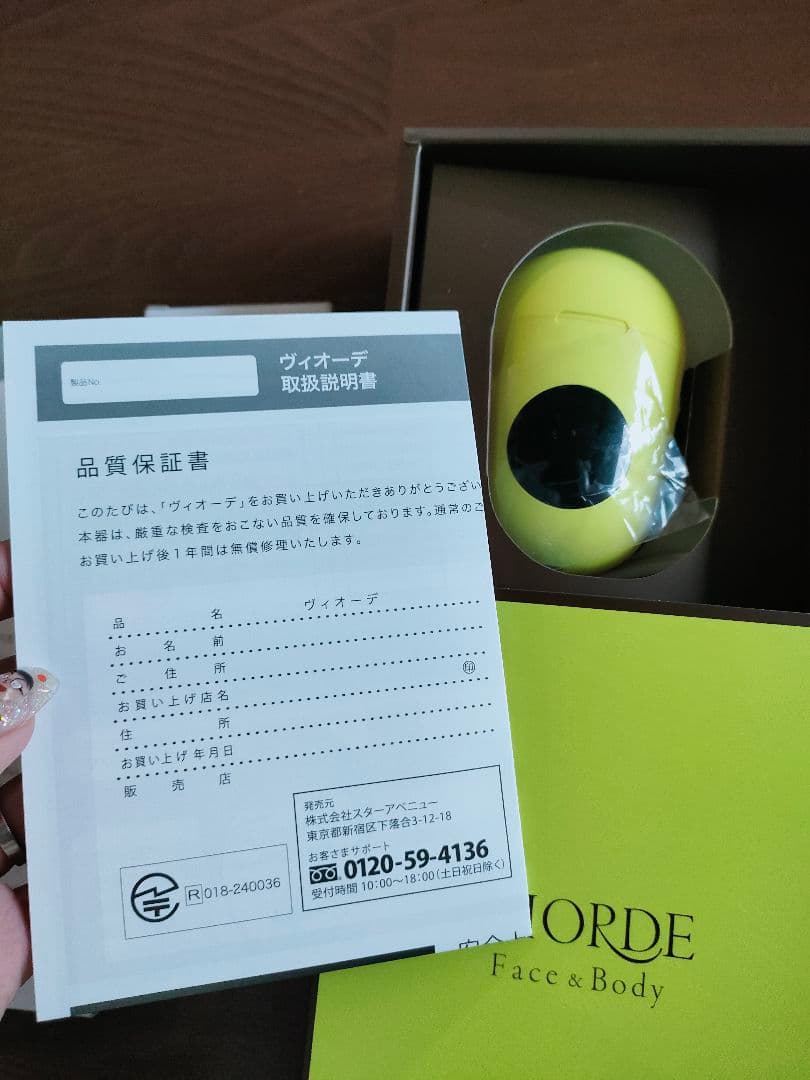 製品No.
ヴィオーデ
取扱説明書
品質保証書
このたびは、「ヴィオーデ」をお買い上げいただきありがとうござい
本器は、厳重な検査をおこない品質を確保しております。通常のご
お買い上げ後1年間は無償修理いたします。
品名 ヴィオーデ
お名前
ご住所
印
お買い上げ店名
住所
お買い上げ年月日
販売店
発売元
株式会社スターアベニュー
東京都新宿区下落合3-12-18
お客さまサポート
0120-59-4136
受付時間 10:00〜18:00(土日祝日除く)
R 018-240036
ORDE
Face & Body